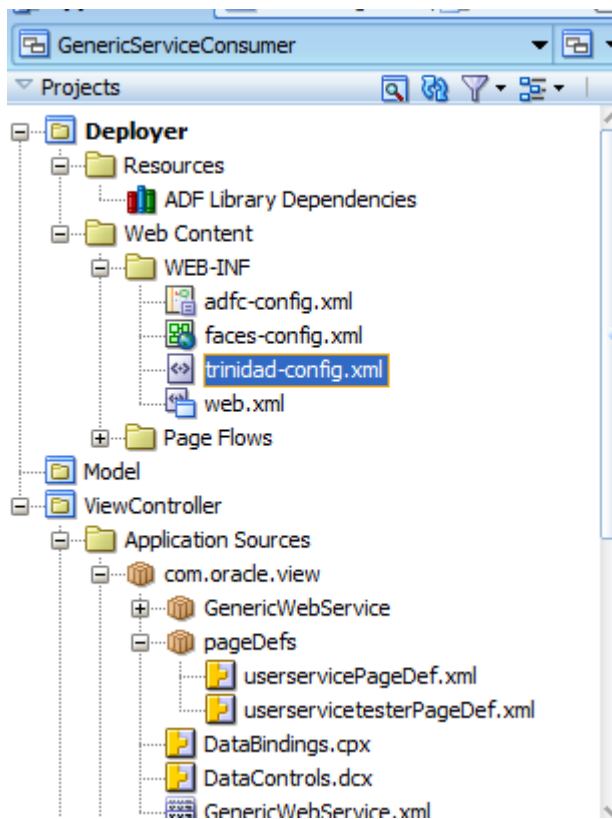 GenericServiceConsumer
Projects
Deployer
Resources
ADF Library Dependencies
Web Content
WEB-INF
adfc-config.xml
faces-config.xml
trinidad-config.xml
web.xml
Page Flows
Model
ViewController
Application Sources
com.oracle.view
GenericWebService
pageDefs
userservicePageDef.xml
userservicetesterPageDef.xml
DataBindings.cpx
DataControls.dcx
GenericWebService.xml